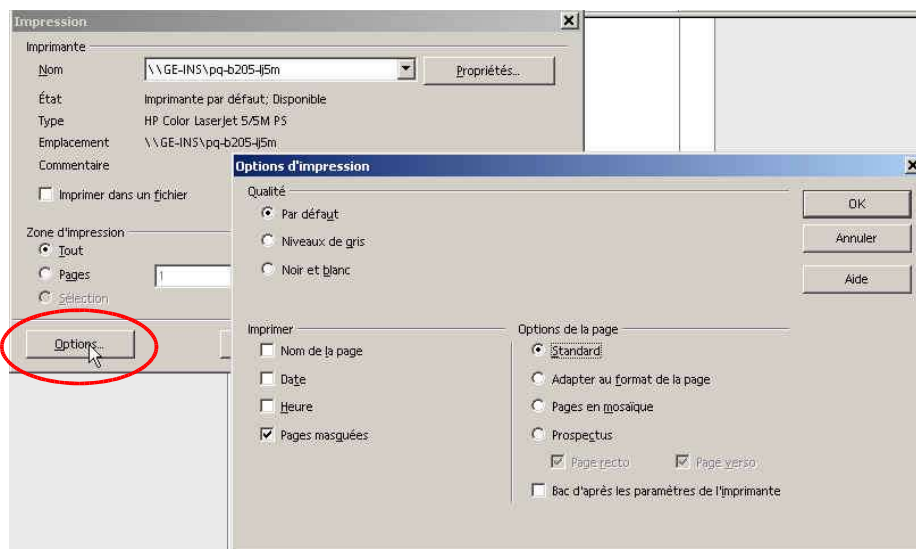 Impression
Imprimante
Nom \\GE-INS\pq-b205-lj5m Propriétés...
État Imprimante par défaut; Disponible
Type HP Color LaserJet 5/5M PS
Emplacement \\GE-INS\pq-b205-lj5m
Commentaire
Imprimer dans un fichier
Zone d'impression
Tout
Pages 1
Sélection
Options...
Options d'impression
Qualité
Par défaut
Niveaux de gris
Noir et blanc
OK
Annuler
Aide
Imprimer
Nom de la page
Date
Heure
Pages masquées
Options de la page
Standard
Adapter au format de la page
Pages en mosaïque
Prospectus
Page recto Page verso
Bac d'après les paramètres de l'imprimante